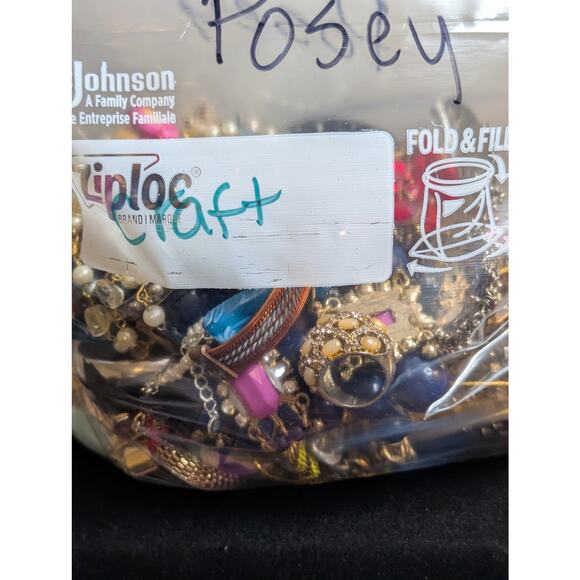 Posey
Johnson
A Family Company
e Entreprise Familiale
FOLD & FILL
Ziploc®
BRAND | MARQUE
craft